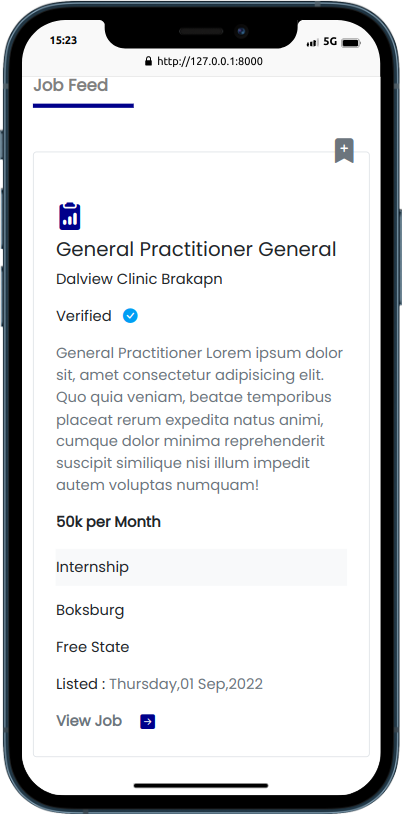 15:23
5G
http://127.0.0.1:8000
Job Feed
General Practitioner General
Dalview Clinic Brakapn
Verified
General Practitioner Lorem ipsum dolor
sit, amet consectetur adipisicing elit.
Quo quia veniam, beatae temporibus
placeat rerum expedita natus animi,
cumque dolor minima reprehenderit
suscipit similique nisi illum impedit
autem voluptas numquam!
50k per Month
Internship
Boksburg
Free State
Listed : Thursday,01 Sep,2022
View Job